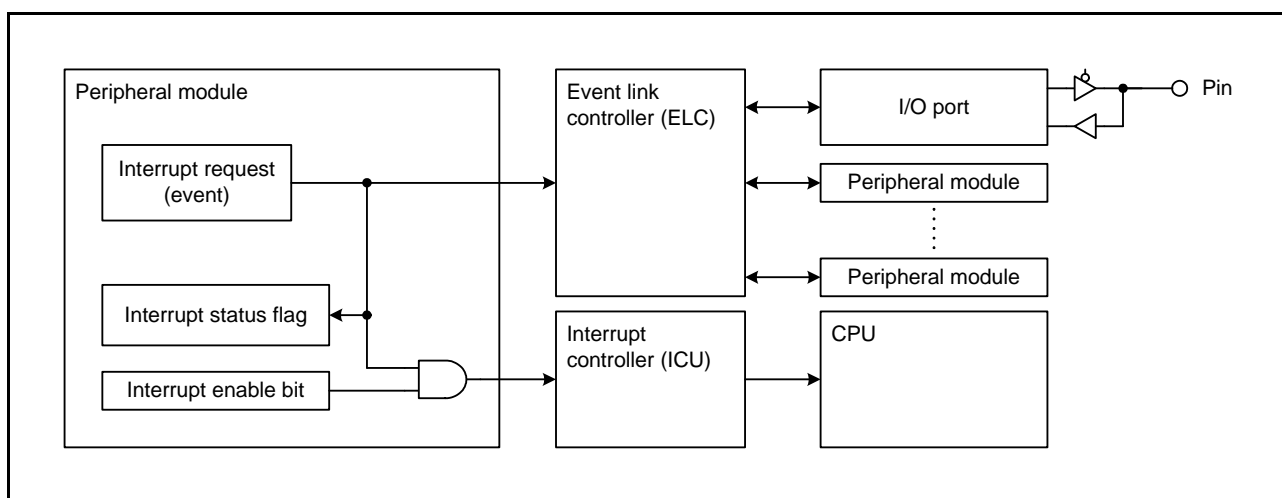 Peripheral module
Interrupt request
(event)
Interrupt status flag
Interrupt enable bit
Event link
controller (ELC)
Interrupt
controller (ICU)
I/O port
Pin
Peripheral module
Peripheral module
CPU